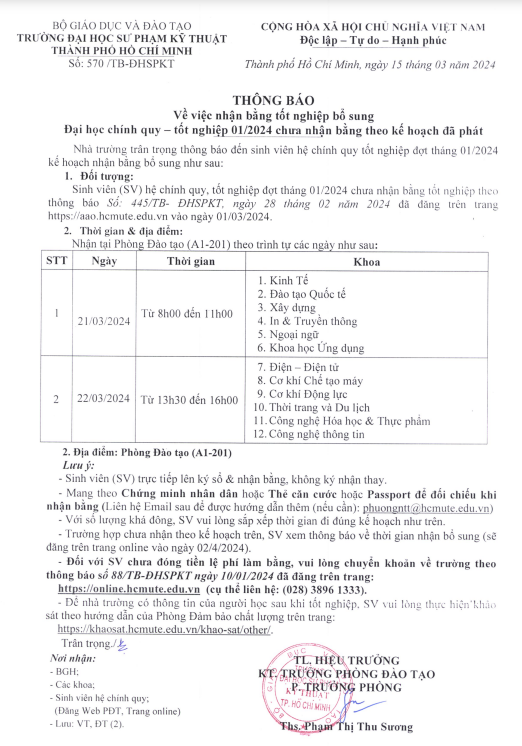 BỘ GIÁO DỤC VÀ ĐÀO TẠO
TRƯỜNG ĐẠI HỌC SƯ PHẠM KỸ THUẬT
THÀNH PHỐ HỒ CHÍ MINH
Số: 570 /TB-ĐHSPKT
CỘNG HÒA XÃ HỘI CHỦ NGHĨA VIỆT NAM
Độc lập – Tự do – Hạnh phúc
Thành phố Hồ Chí Minh, ngày 15 tháng 03 năm 2024
THÔNG BÁO
Về việc nhận bằng tốt nghiệp bổ sung
Đại học chính quy – tốt nghiệp 01/2024 chưa nhận bằng theo kế hoạch đã phát
Nhà trường trân trọng thông báo đến sinh viên hệ chính quy tốt nghiệp đợt tháng 01/2024
kế hoạch nhận bằng bổ sung như sau:
1. Đối tượng:
Sinh viên (SV) hệ chính quy, tốt nghiệp đợt tháng 01/2024 chưa nhận bằng tốt nghiệp theo
thông báo Số: 445/TB- ĐHSPKT, ngày 28 tháng 02 năm 2024 đã đăng trên trang
https://aao.hcmute.edu.vn vào ngày 01/03/2024.
2. Thời gian & địa điểm:
Nhận tại Phòng Đào tạo (A1-201) theo trình tự các ngày như sau:
STT Ngày Thời gian Khoa
1 21/03/2024 Từ 8h00 đến 11h00
1. Kinh Tế
2. Đào tạo Quốc tế
3. Xây dựng
4. In & Truyền thông
5. Ngoại ngữ
6. Khoa học Ứng dụng
2 22/03/2024 Từ 13h30 đến 16h00
7. Điện – Điện tử
8. Cơ khí Chế tạo máy
9. Cơ khí Động lực
10. Thời trang và Du lịch
11. Công nghệ Hóa học & Thực phẩm
12. Công nghệ thông tin
2. Địa điểm: Phòng Đào tạo (A1-201)
Lưu ý:
- Sinh viên (SV) trực tiếp lên ký sổ & nhận bằng, không ký nhận thay.
- Mang theo Chứng minh nhân dân hoặc Thẻ căn cước hoặc Passport để đối chiếu khi
nhận bằng (Liên hệ Email sau để được hướng dẫn thêm (nếu cần): phuongntt@hcmute.edu.vn)
- Với số lượng khá đông, SV vui lòng sắp xếp thời gian đi đúng kế hoạch như trên.
- Trường hợp chưa nhận theo kế hoạch trên, SV xem thông báo về thời gian nhận bổ sung (sẽ
đăng trên trang online vào ngày 02/4/2024).
- Đối với SV chưa đóng tiền lệ phí làm bằng, vui lòng chuyển khoản về trường theo
thông báo số 88/TB-ĐHSPKT ngày 10/01/2024 đã đăng trên trang:
https://online.hcmute.edu.vn (cụ thể liên hệ: (028) 3896 1333).
- Để nhà trường có thông tin của người học sau khi tốt nghiệp, SV vui lòng thực hiện khảo
sát theo hướng dẫn của Phòng Đảm bảo chất lượng trên trang:
https://khaosat.hcmute.edu.vn/khao-sat/other/.
Trân trọng./
Nơi nhận:
- BGH;
- Các khoa;
- Sinh viên hệ chính quy;
(Đăng Web PĐT, Trang online)
- Lưu: VT, ĐT (2).
TL. HIỆU TRƯỞNG
KT. TRƯỞNG PHÒNG ĐÀO TẠO
P. TRƯỞNG PHÒNG
TRƯỜNG
ĐẠI HỌC SƯ PHẠM
KỸ THUẬT
TP. HỒ CHÍ MINH
Ths. Phạm Thị Thu Sương